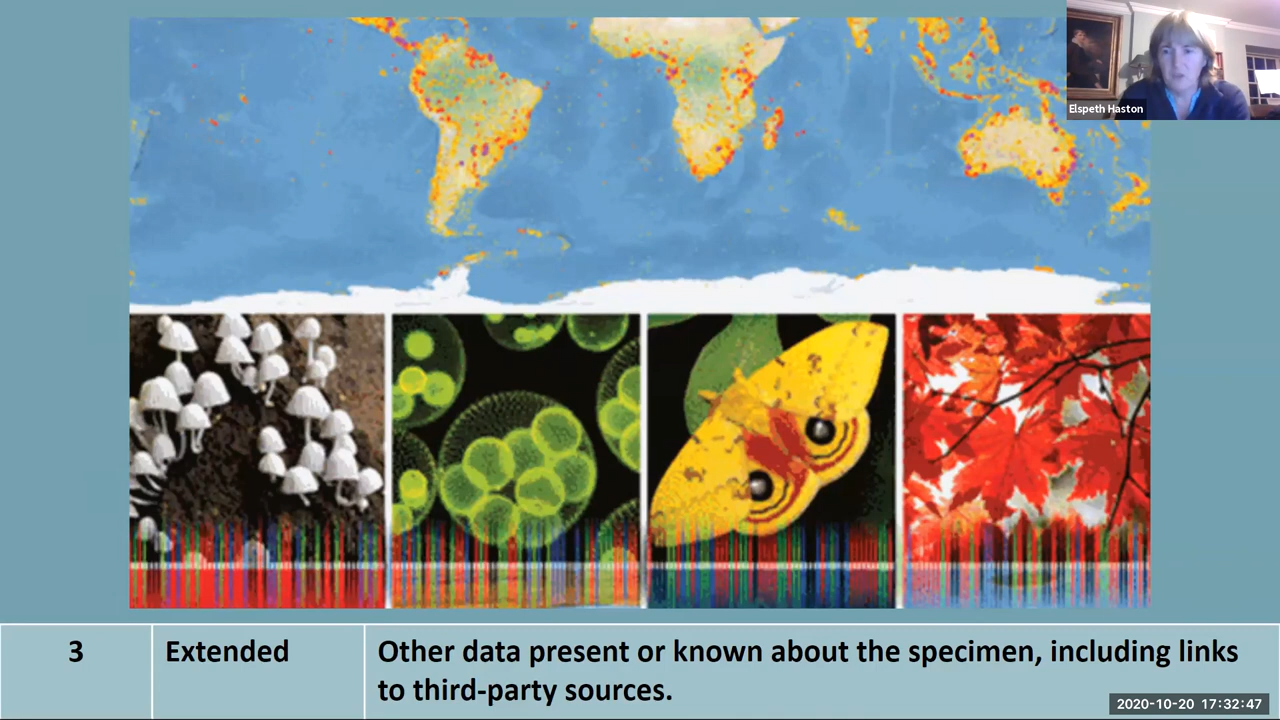 Elspeth Haston
3
Extended
Other data present or known about the specimen, including links
to third-party sources.
2020-10-20 17:32:47